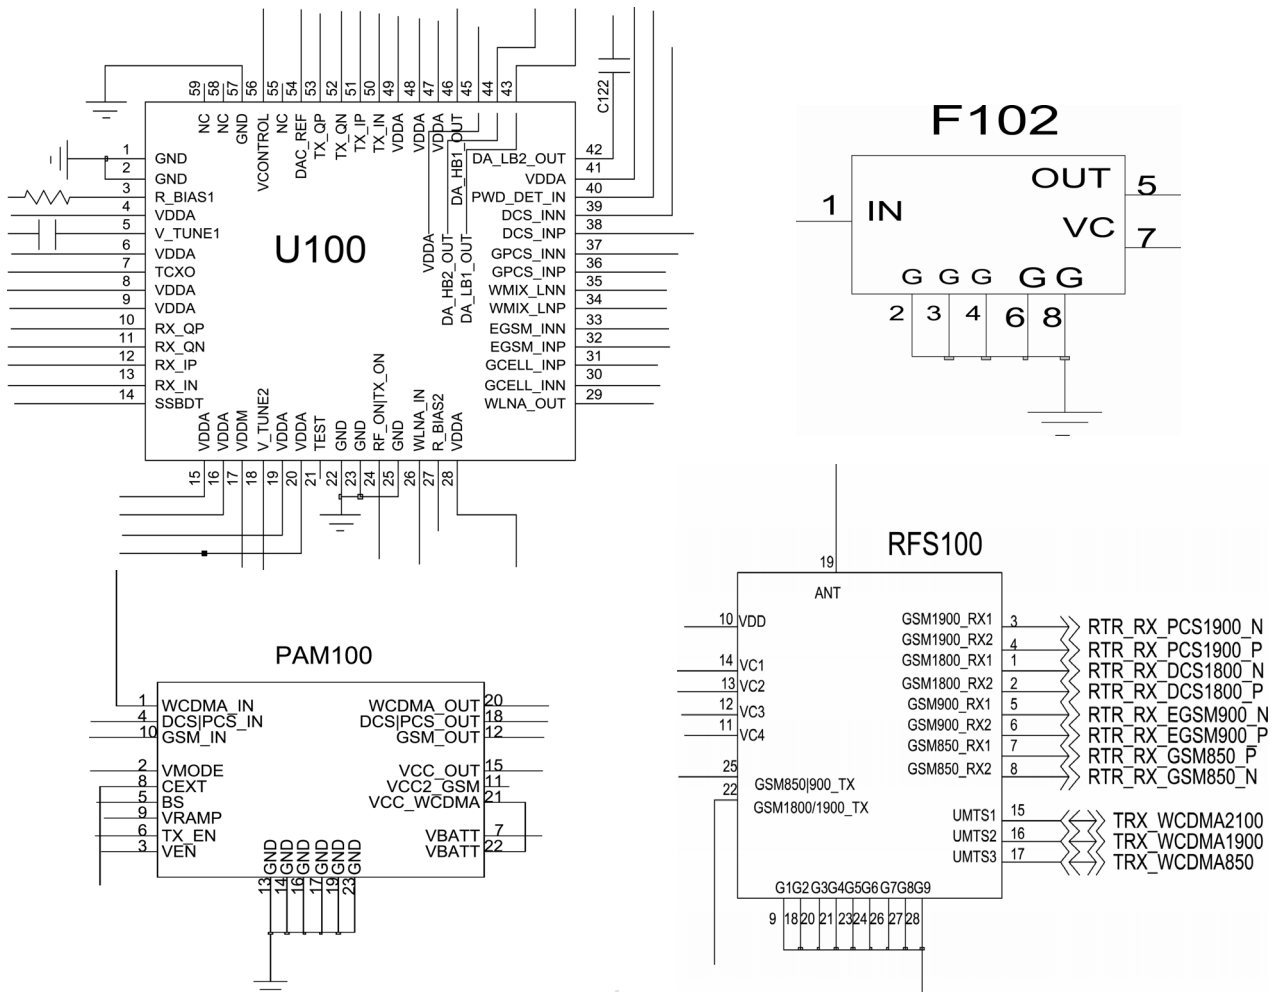 59 58 57 56 55 54 53 52 51 50 49 48 47 46 45 44 43
C122
NC NC GND VCONTROL NC DAC_REF TX_QP TX_QN TX_IP TX_IN VDDA VDDA VDDA DA_HB1_OUT
VDDA DA_HB2_OUT DA_LB1_OUT
U100
1 GND
2 GND
3 R_BIAS1
4 VDDA
5 V_TUNE1
6 VDDA
7 TCXO
8 VDDA
9 VDDA
10 RX_QP
11 RX_QN
12 RX_IP
13 RX_IN
14 SSBDT
DA_LB2_OUT 42
VDDA 41
PWD_DET_IN 40
DCS_INN 39
DCS_INP 38
GPCS_INN 37
GPCS_INP 36
WMIX_LNN 35
WMIX_LNP 34
EGSM_INN 33
EGSM_INP 32
GCELL_INP 31
GCELL_INN 30
WLNA_OUT 29
VDDA VDDA VDDM V_TUNE2 VDDA VDDA TEST GND GND RF_ON|TX_ON GND WLNA_IN R_BIAS2 VDDA
15 16 17 18 19 20 21 22 23 24 25 26 27 28
F102
1 IN
OUT 5
VC 7
G G G G G
2 3 4 6 8
PAM100
1 WCDMA_IN
4 DCS|PCS_IN
10 GSM_IN
2 VMODE
8 CEXT
5 BS
9 VRAMP
6 TX_EN
3 VEN
WCDMA_OUT 20
DCS|PCS_OUT 18
GSM_OUT 12
VCC_OUT 15
VCC2_GSM 11
VCC_WCDMA 21
VBATT 7
VBATT 22
GND GND GND GND GND GND
13 14 16 17 19 23
RFS100
19
ANT
10 VDD
14 VC1
13 VC2
12 VC3
11 VC4
25 GSM850|900_TX
22 GSM1800/1900_TX
GSM1900_RX1 3 RTR_RX_PCS1900_N
GSM1900_RX2 4 RTR_RX_PCS1900_P
GSM1800_RX1 1 RTR_RX_DCS1800_N
GSM1800_RX2 2 RTR_RX_DCS1800_P
GSM900_RX1 5 RTR_RX_EGSM900_N
GSM900_RX2 6 RTR_RX_EGSM900_P
GSM850_RX1 7 RTR_RX_GSM850_P
GSM850_RX2 8 RTR_RX_GSM850_N
UMTS1 15 TRX_WCDMA2100
UMTS2 16 TRX_WCDMA1900
UMTS3 17 TRX_WCDMA850
G1G2 G3G4G5G6 G7G8G9
9 18 20 21 23 24 26 27 28